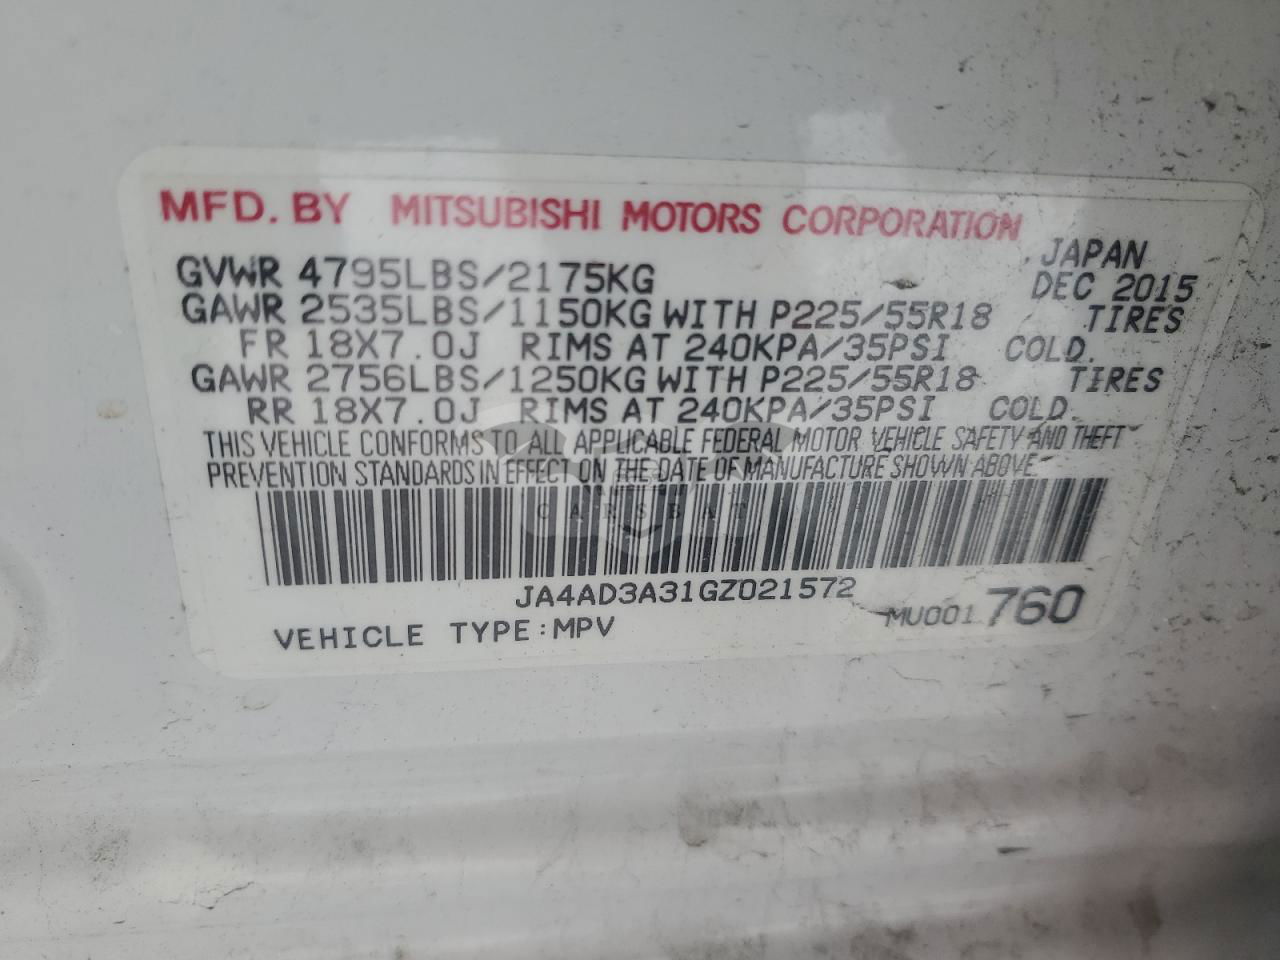 MFD. BY MITSUBISHI MOTORS CORPORATION
JAPAN
GVWR 4795LBS/2175KG DEC 2015
GAWR 2535LBS/1150KG WITH P225/55R18 TIRES
FR 18X7.0J RIMS AT 240KPA/35PSI COLD.
GAWR 2756LBS/1250KG WITH P225/55R18 TIRES
RR 18X7.0J RIMS AT 240KPA/35PSI COLD.
THIS VEHICLE CONFORMS TO ALL APPLICABLE FEDERAL MOTOR VEHICLE SAFETY AND THEFT
PREVENTION STANDARDS IN EFFECT ON THE DATE OF MANUFACTURE SHOWN ABOVE.
CARSBAT
JA4AD3A31GZ021572
VEHICLE TYPE:MPV MU001 760